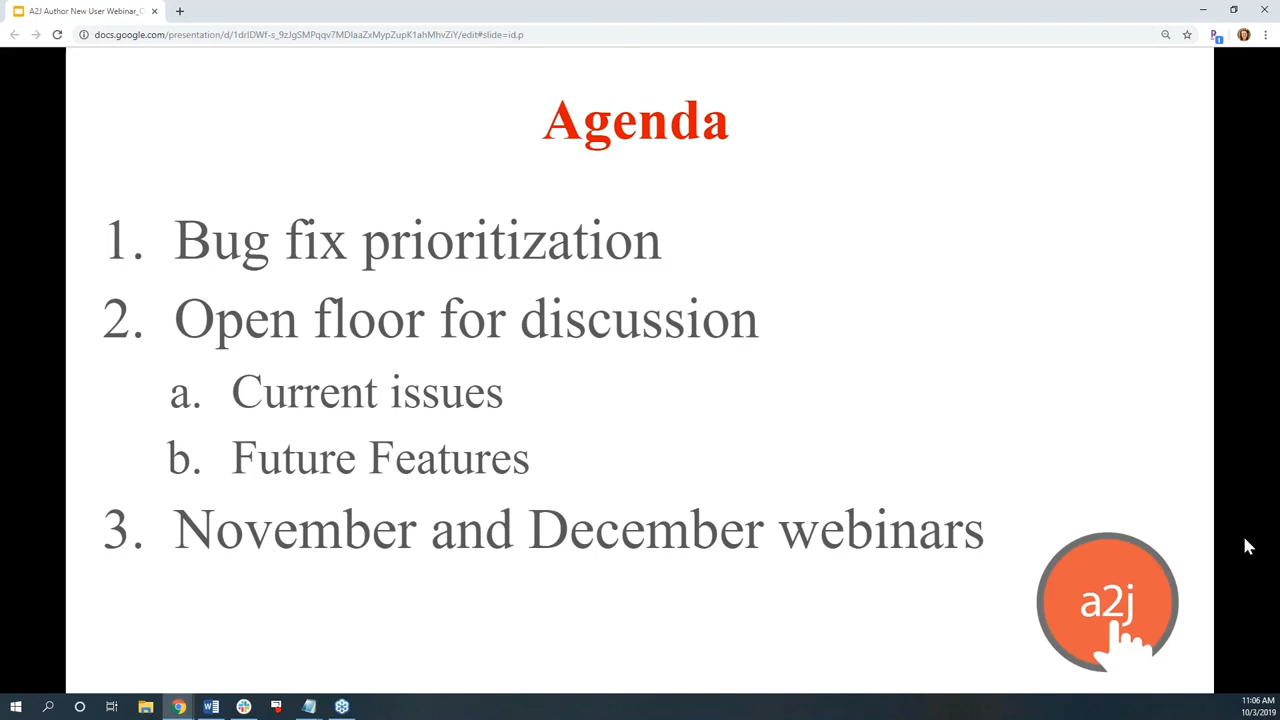 A2J Author New User Webinar_C
docs.google.com/presentation/d/1drIDWf-s_9zJgSMPqqv7MDlaaZxMypZupK1ahMhvZiY/edit#slide=id.p
Agenda
1. Bug fix prioritization
2. Open floor for discussion
a. Current issues
b. Future Features
3. November and December webinars
a2j
11:06 AM
10/3/2019